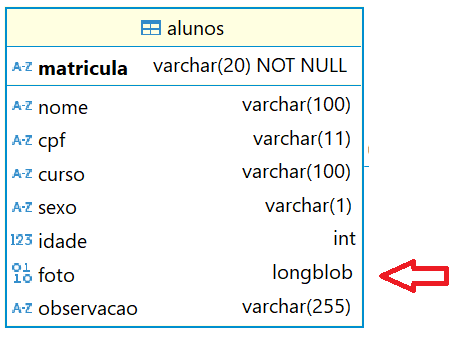 alunos
A-Z matricula varchar(20) NOT NULL
A-Z nome varchar(100)
A-Z cpf varchar(11)
A-Z curso varchar(100)
A-Z sexo varchar(1)
123 idade int
01 10 foto longblob
A-Z observacao varchar(255)